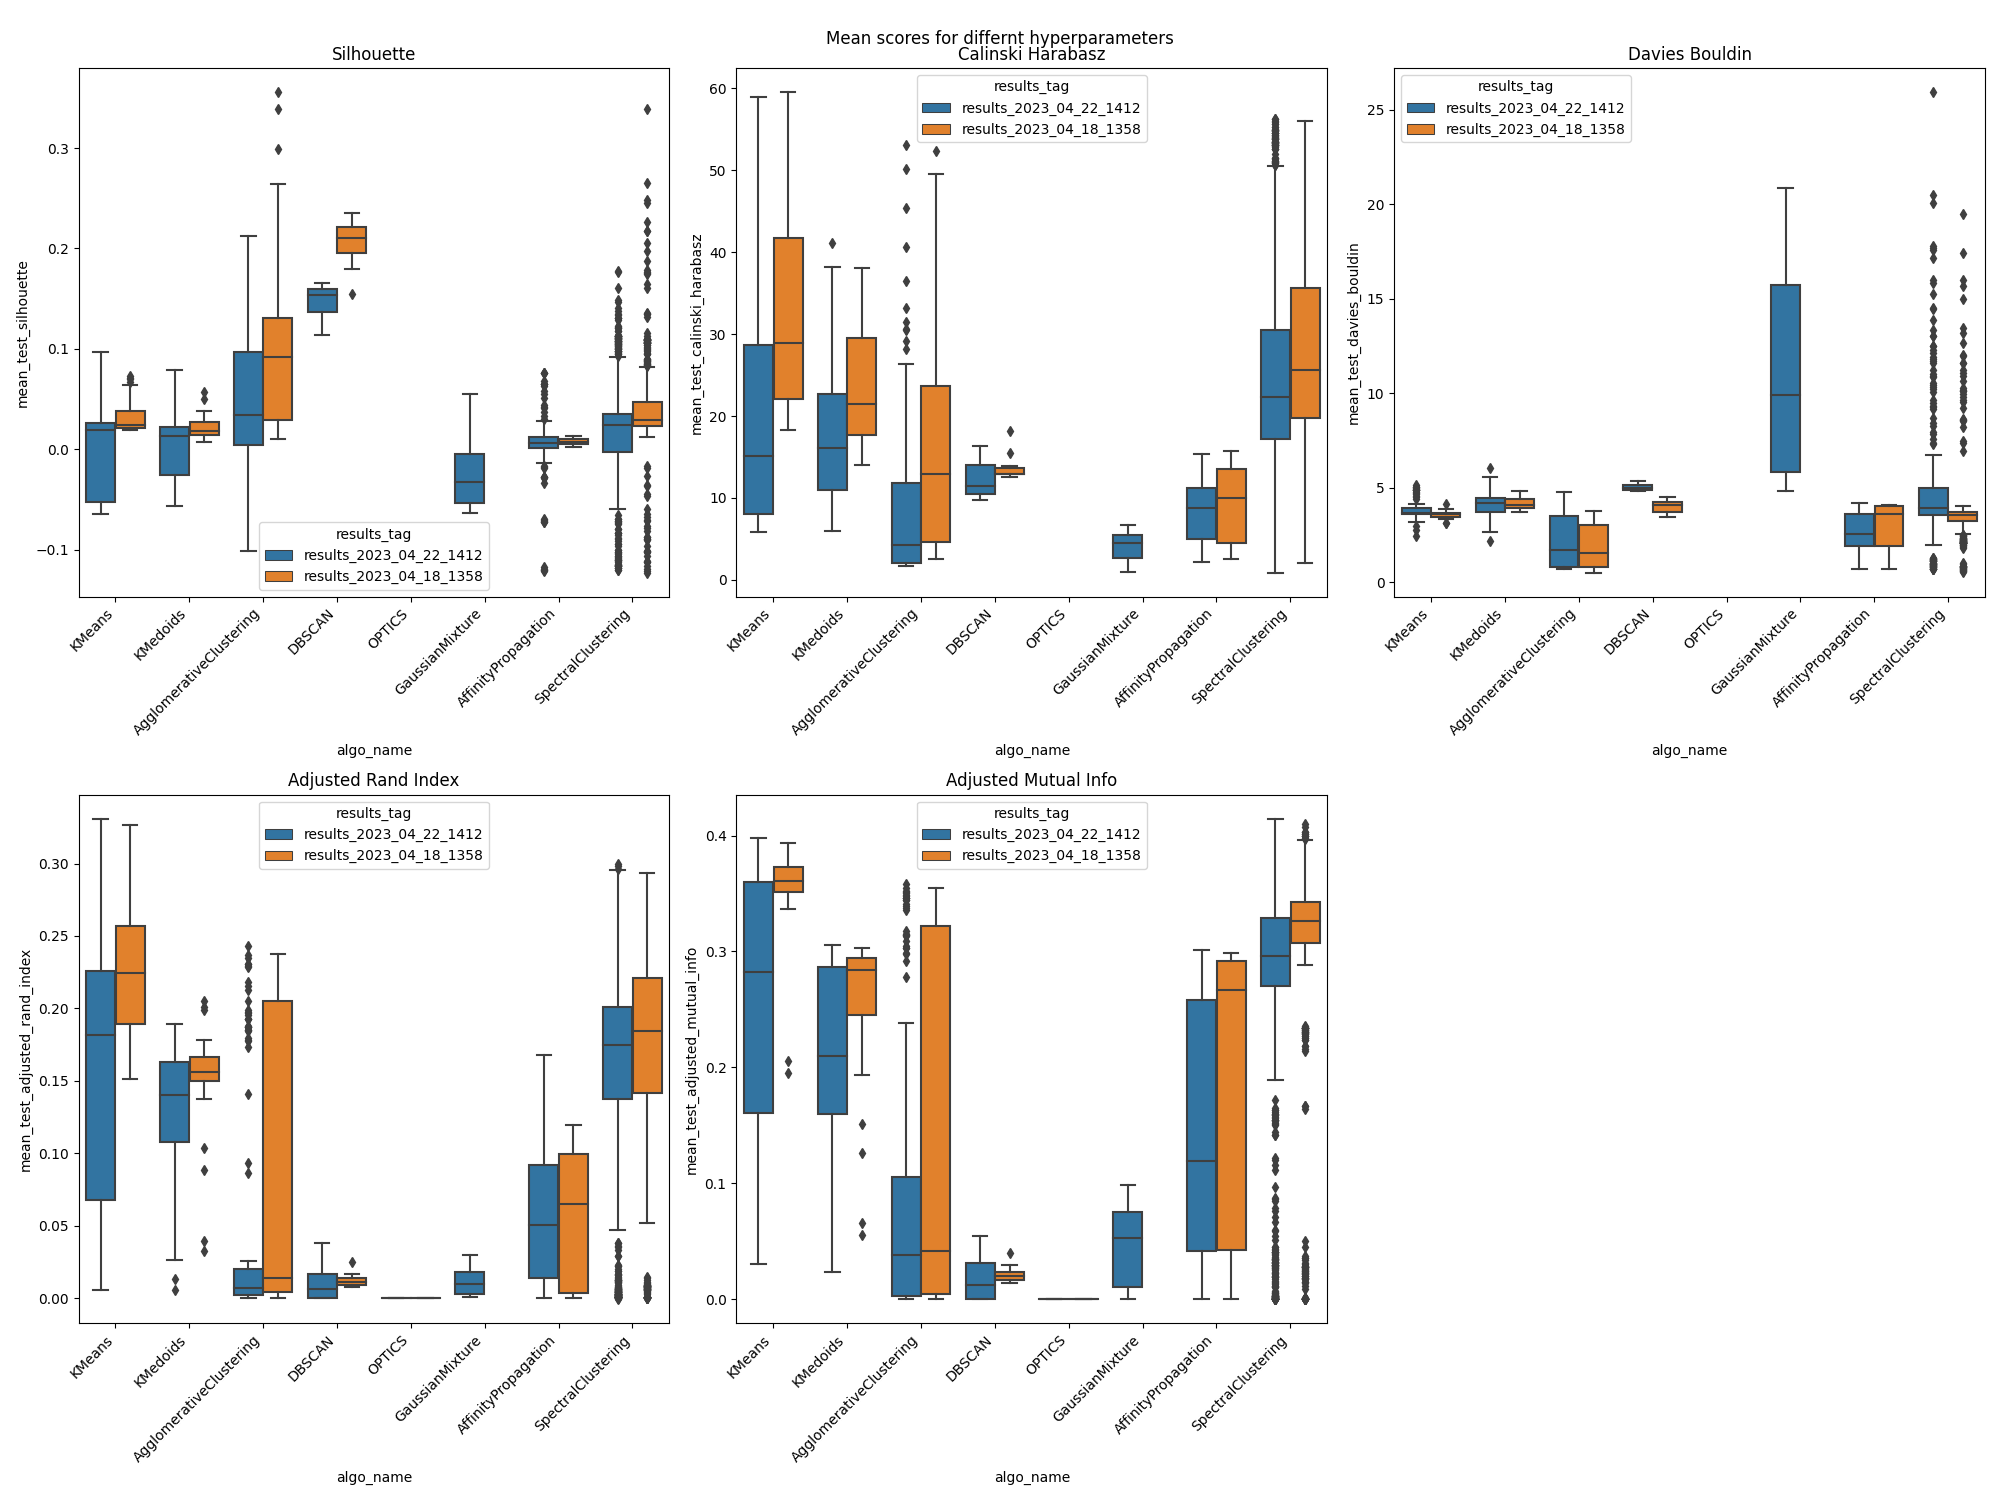 Mean scores for differnt hyperparameters
Silhouette
mean_test_silhouette
0.3
0.2
0.1
0.0
−0.1
results_tag
results_2023_04_22_1412
results_2023_04_18_1358
KMeans
KMedoids
AgglomerativeClustering
DBSCAN
OPTICS
GaussianMixture
AffinityPropagation
SpectralClustering
algo_name
Calinski Harabasz
mean_test_calinski_harabasz
60
50
40
30
20
10
0
results_tag
results_2023_04_22_1412
results_2023_04_18_1358
KMeans
KMedoids
AgglomerativeClustering
DBSCAN
OPTICS
GaussianMixture
AffinityPropagation
SpectralClustering
algo_name
Davies Bouldin
mean_test_davies_bouldin
25
20
15
10
5
0
results_tag
results_2023_04_22_1412
results_2023_04_18_1358
KMeans
KMedoids
AgglomerativeClustering
DBSCAN
OPTICS
GaussianMixture
AffinityPropagation
SpectralClustering
algo_name
Adjusted Rand Index
mean_test_adjusted_rand_index
0.30
0.25
0.20
0.15
0.10
0.05
0.00
results_tag
results_2023_04_22_1412
results_2023_04_18_1358
KMeans
KMedoids
AgglomerativeClustering
DBSCAN
OPTICS
GaussianMixture
AffinityPropagation
SpectralClustering
algo_name
Adjusted Mutual Info
mean_test_adjusted_mutual_info
0.4
0.3
0.2
0.1
0.0
results_tag
results_2023_04_22_1412
results_2023_04_18_1358
KMeans
KMedoids
AgglomerativeClustering
DBSCAN
OPTICS
GaussianMixture
AffinityPropagation
SpectralClustering
algo_name